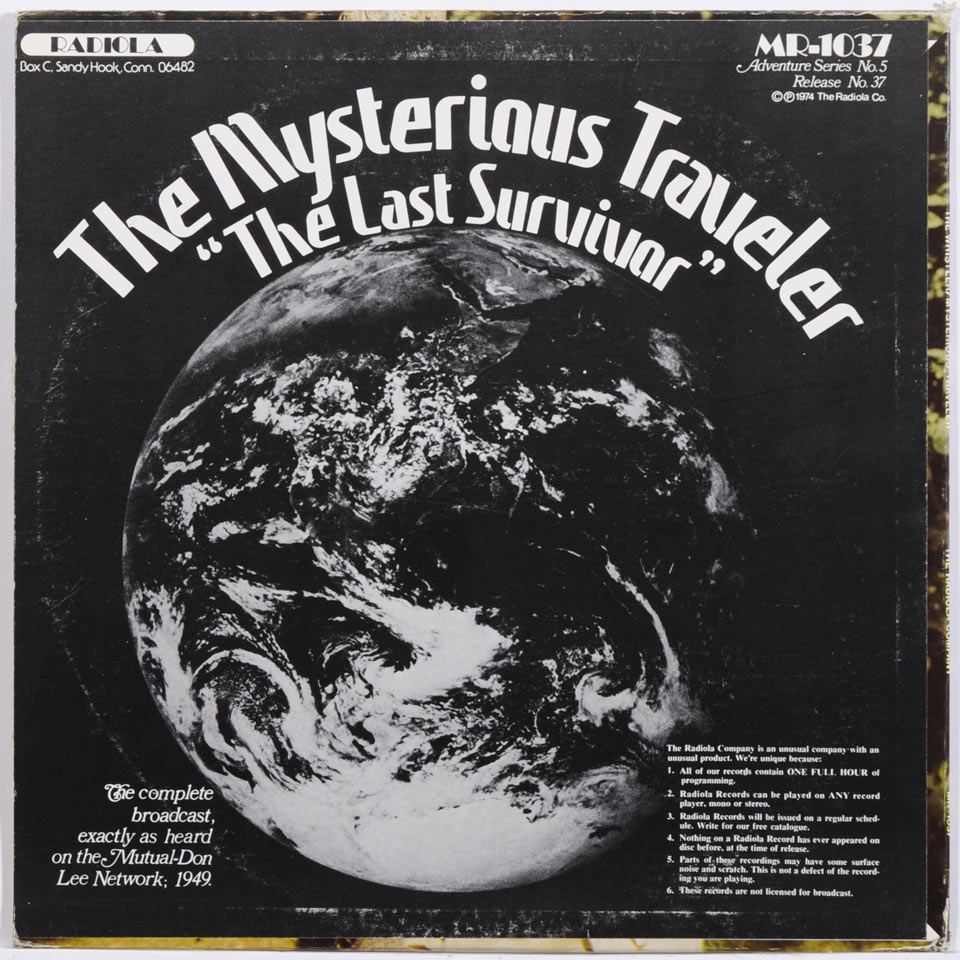 RADIOLA
Box C, Sandy Hook, Conn. 06482
MR-1037
Adventure Series No. 5
Release No. 37
©Ⓟ1974 The Radiola Co.
The Mysterious Traveler
"The Last Survivor"
The complete
broadcast,
exactly as heard
on the Mutual-Don
Lee Network; 1949.
The Radiola Company is an unusual company with an
unusual product. We're unique because:
1. All of our records contain ONE FULL HOUR of
programming.
2. Radiola Records can be played on ANY record
player, mono or stereo.
3. Radiola Records will be issued on a regular sched-
ule. Write for our free catalogue.
4. Nothing on a Radiola Record has ever appeared on
disc before, at the time of release.
5. Parts of these recordings may have some surface
noise and scratch. This is not a defect of the record-
ing you are playing.
6. These records are not licensed for broadcast.